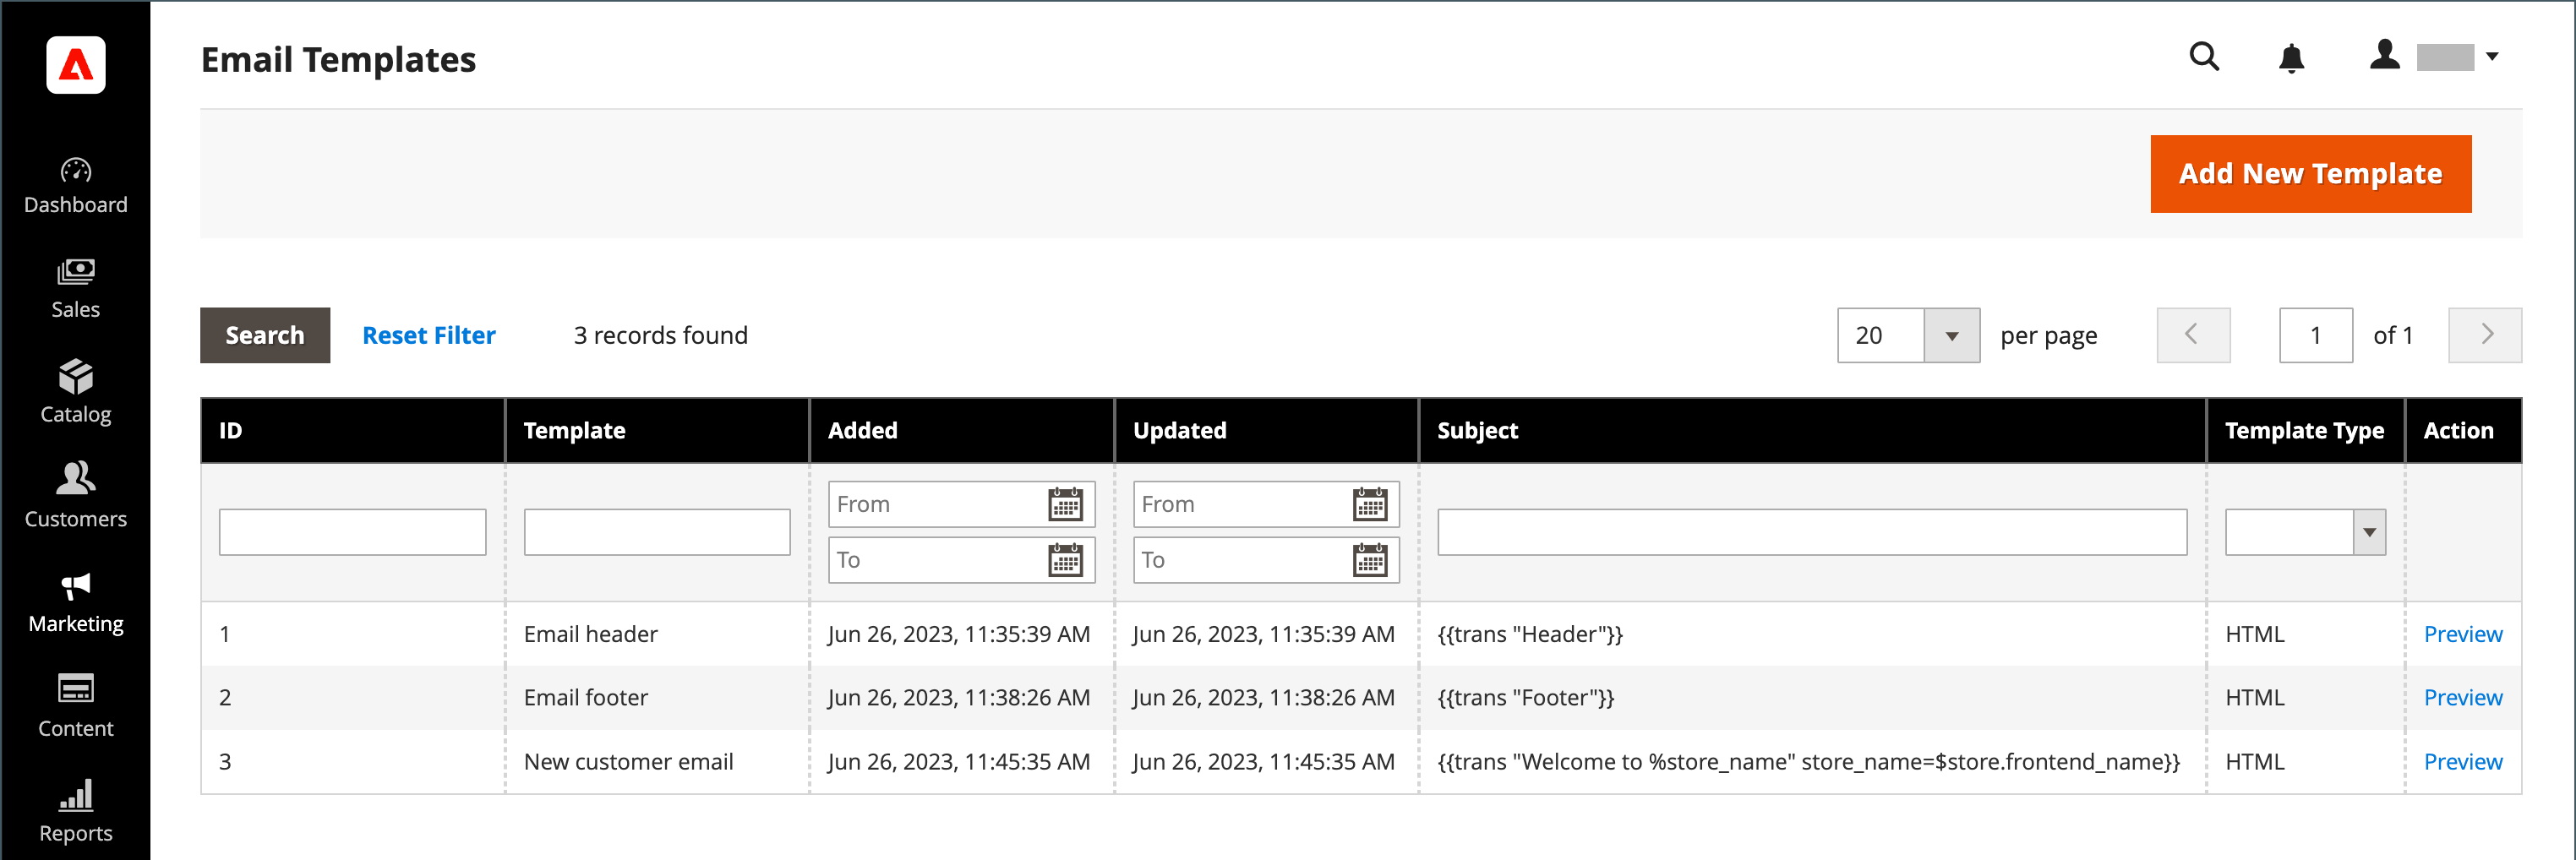 Email Templates
Dashboard
Sales
Catalog
Customers
Marketing
Content
Reports
Add New Template
Search Reset Filter 3 records found 20 per page 1 of 1
ID Template Added Updated Subject Template Type Action
From From
To To
1 Email header Jun 26, 2023, 11:35:39 AM Jun 26, 2023, 11:35:39 AM {{trans "Header"}} HTML Preview
2 Email footer Jun 26, 2023, 11:38:26 AM Jun 26, 2023, 11:38:26 AM {{trans "Footer"}} HTML Preview
3 New customer email Jun 26, 2023, 11:45:35 AM Jun 26, 2023, 11:45:35 AM {{trans "Welcome to %store_name" store_name=$store.frontend_name}} HTML Preview